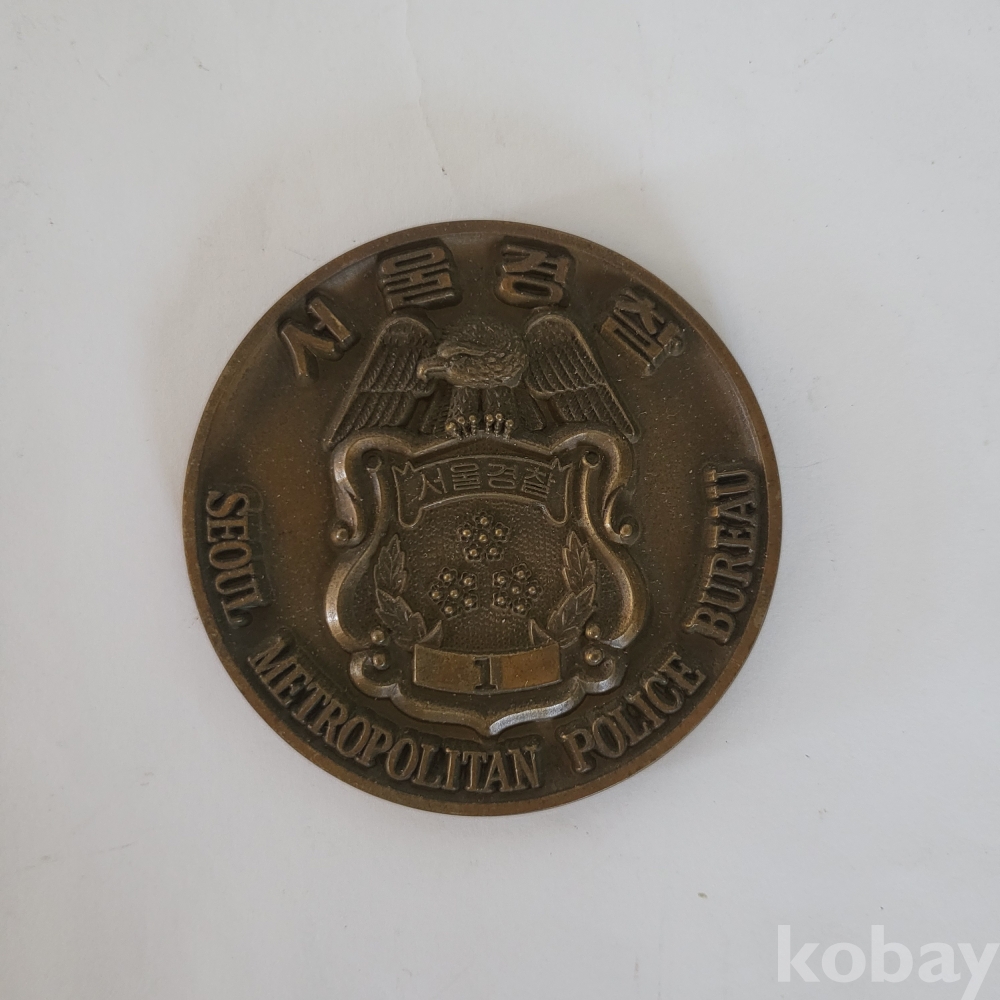 서울경찰
서울경찰
1
SEOUL METROPOLITAN POLICE BUREAU
kobay